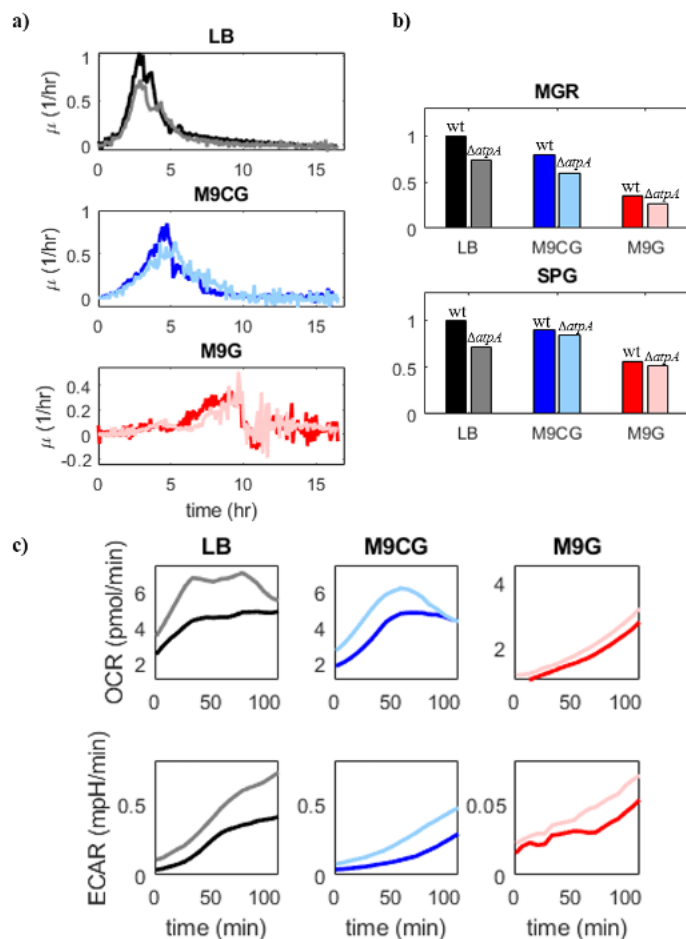 a)
LB
μ (1/hr)
1
0.5
0
0 5 10 15
M9CG
μ (1/hr)
1
0.5
0
0 5 10 15
M9G
μ (1/hr)
0.4
0.2
0
-0.2
0 5 10 15
time (hr)
b)
MGR
1
0.5
0
wt ΔatpA wt ΔatpA wt ΔatpA
LB M9CG M9G
SPG
1
0.5
0
wt ΔatpA wt ΔatpA wt ΔatpA
LB M9CG M9G
c)
LB M9CG M9G
OCR (pmol/min)
6
4
2
0 50 100
6
4
2
0 50 100
4
2
0 50 100
ECAR (mpH/min)
0.5
0
0 50 100
time (min)
0.5
0
0 50 100
time (min)
0.05
0
0 50 100
time (min)